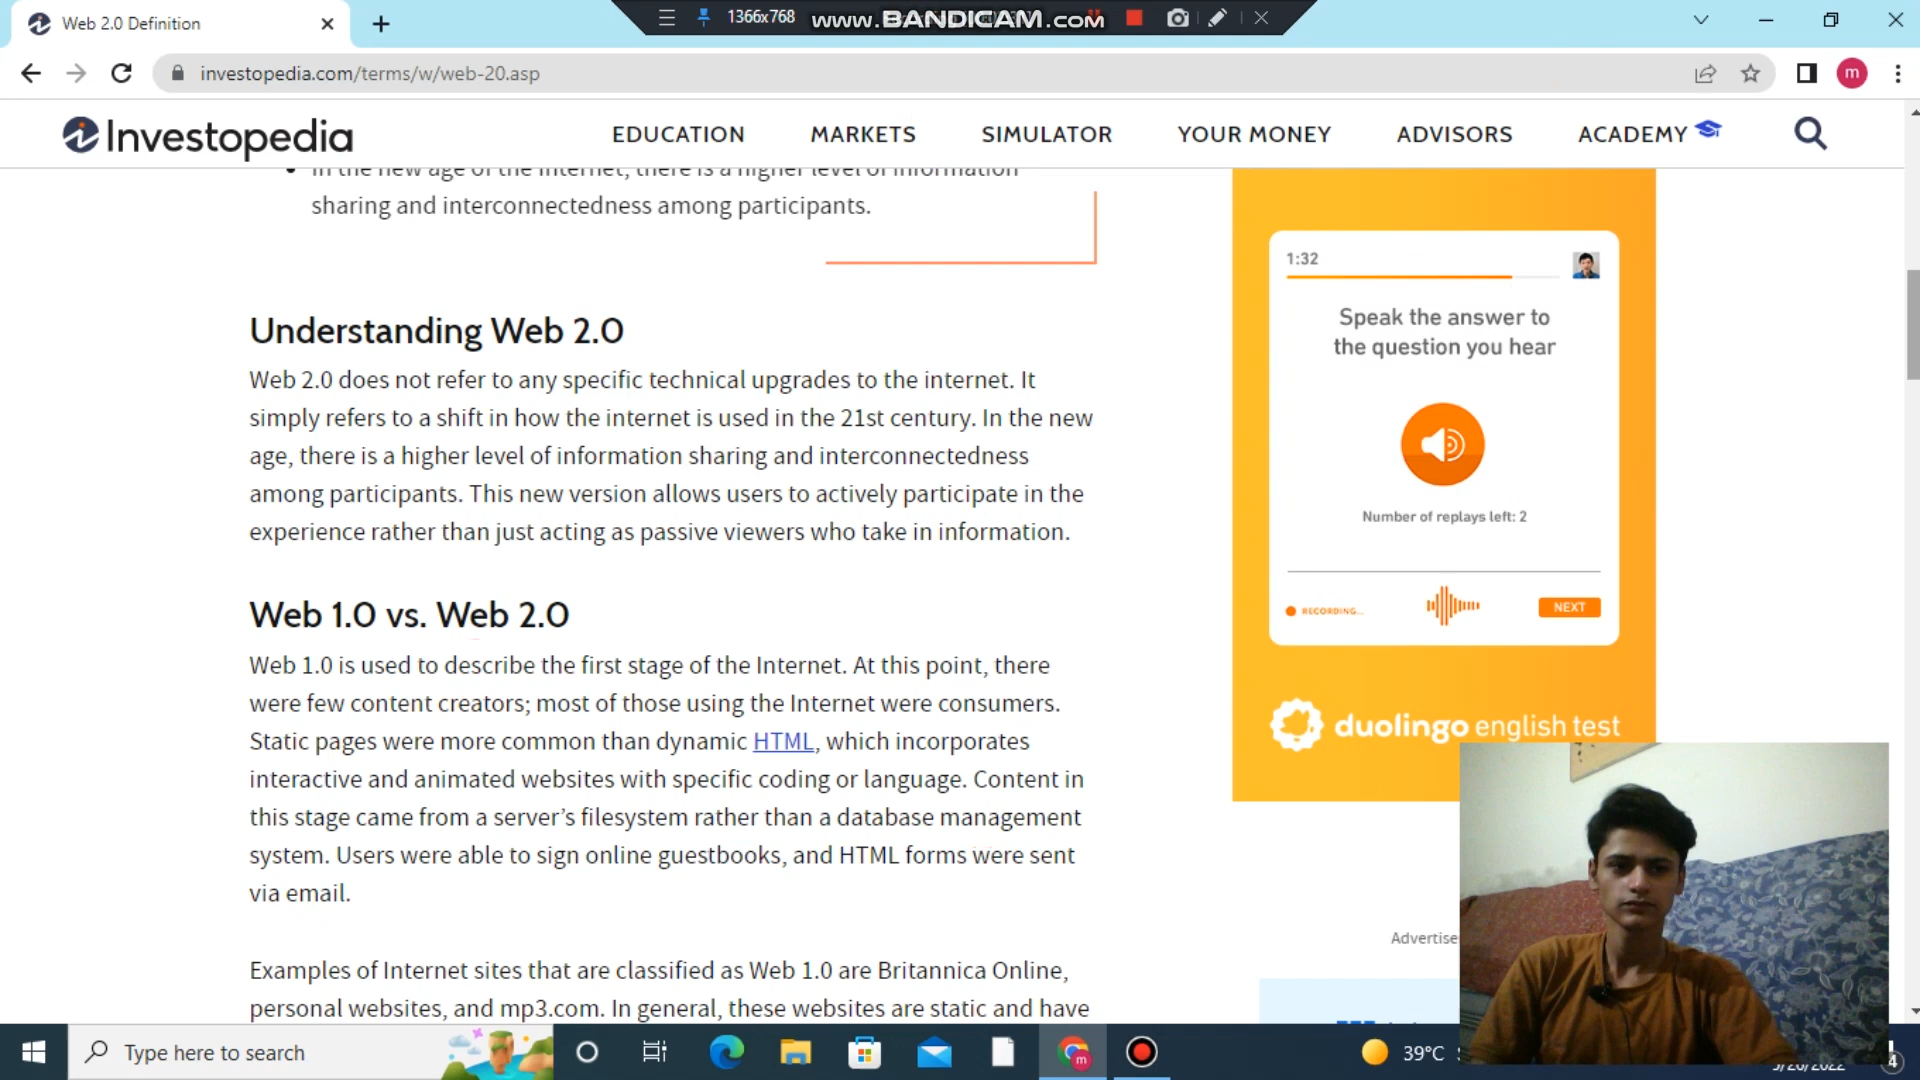 Web 2.0 Definition
1366x768
www.BANDICAM.com
investopedia.com/terms/w/web-20.asp
m
Investopedia
EDUCATION
MARKETS
SIMULATOR
YOUR MONEY
ADVISORS
ACADEMY
In the new age of the internet, there is a higher level of information
sharing and interconnectedness among participants.
Understanding Web 2.0
Web 2.0 does not refer to any specific technical upgrades to the internet. It
simply refers to a shift in how the internet is used in the 21st century. In the new
age, there is a higher level of information sharing and interconnectedness
among participants. This new version allows users to actively participate in the
experience rather than just acting as passive viewers who take in information.
Web 1.0 vs. Web 2.0
Web 1.0 is used to describe the first stage of the Internet. At this point, there
were few content creators; most of those using the Internet were consumers.
Static pages were more common than dynamic HTML, which incorporates
interactive and animated websites with specific coding or language. Content in
this stage came from a server’s filesystem rather than a database management
system. Users were able to sign online guestbooks, and HTML forms were sent
via email.
Examples of Internet sites that are classified as Web 1.0 are Britannica Online,
personal websites, and mp3.com. In general, these websites are static and have
1:32
Speak the answer to
the question you hear
Number of replays left: 2
RECORDING...
NEXT
duolingo english test
Advertise
Type here to search
39°C
4